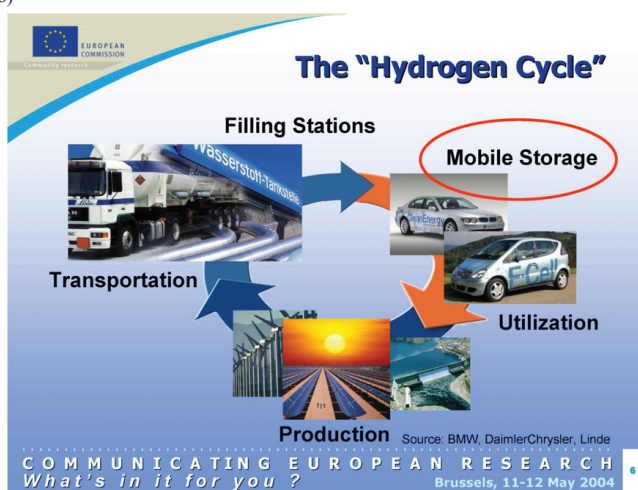 EUROPEAN
COMMISSION
Community research
The “Hydrogen Cycle”
Filling Stations
Wasserstoff-Tankstelle
Mobile Storage
Linde
CleanEnergy
F-Cell
Transportation
Utilization
Production
Source: BMW, DaimlerChrysler, Linde
COMMUNICATING EUROPEAN RESEARCH
What's in it for you ?
Brussels, 11-12 May 2004
6